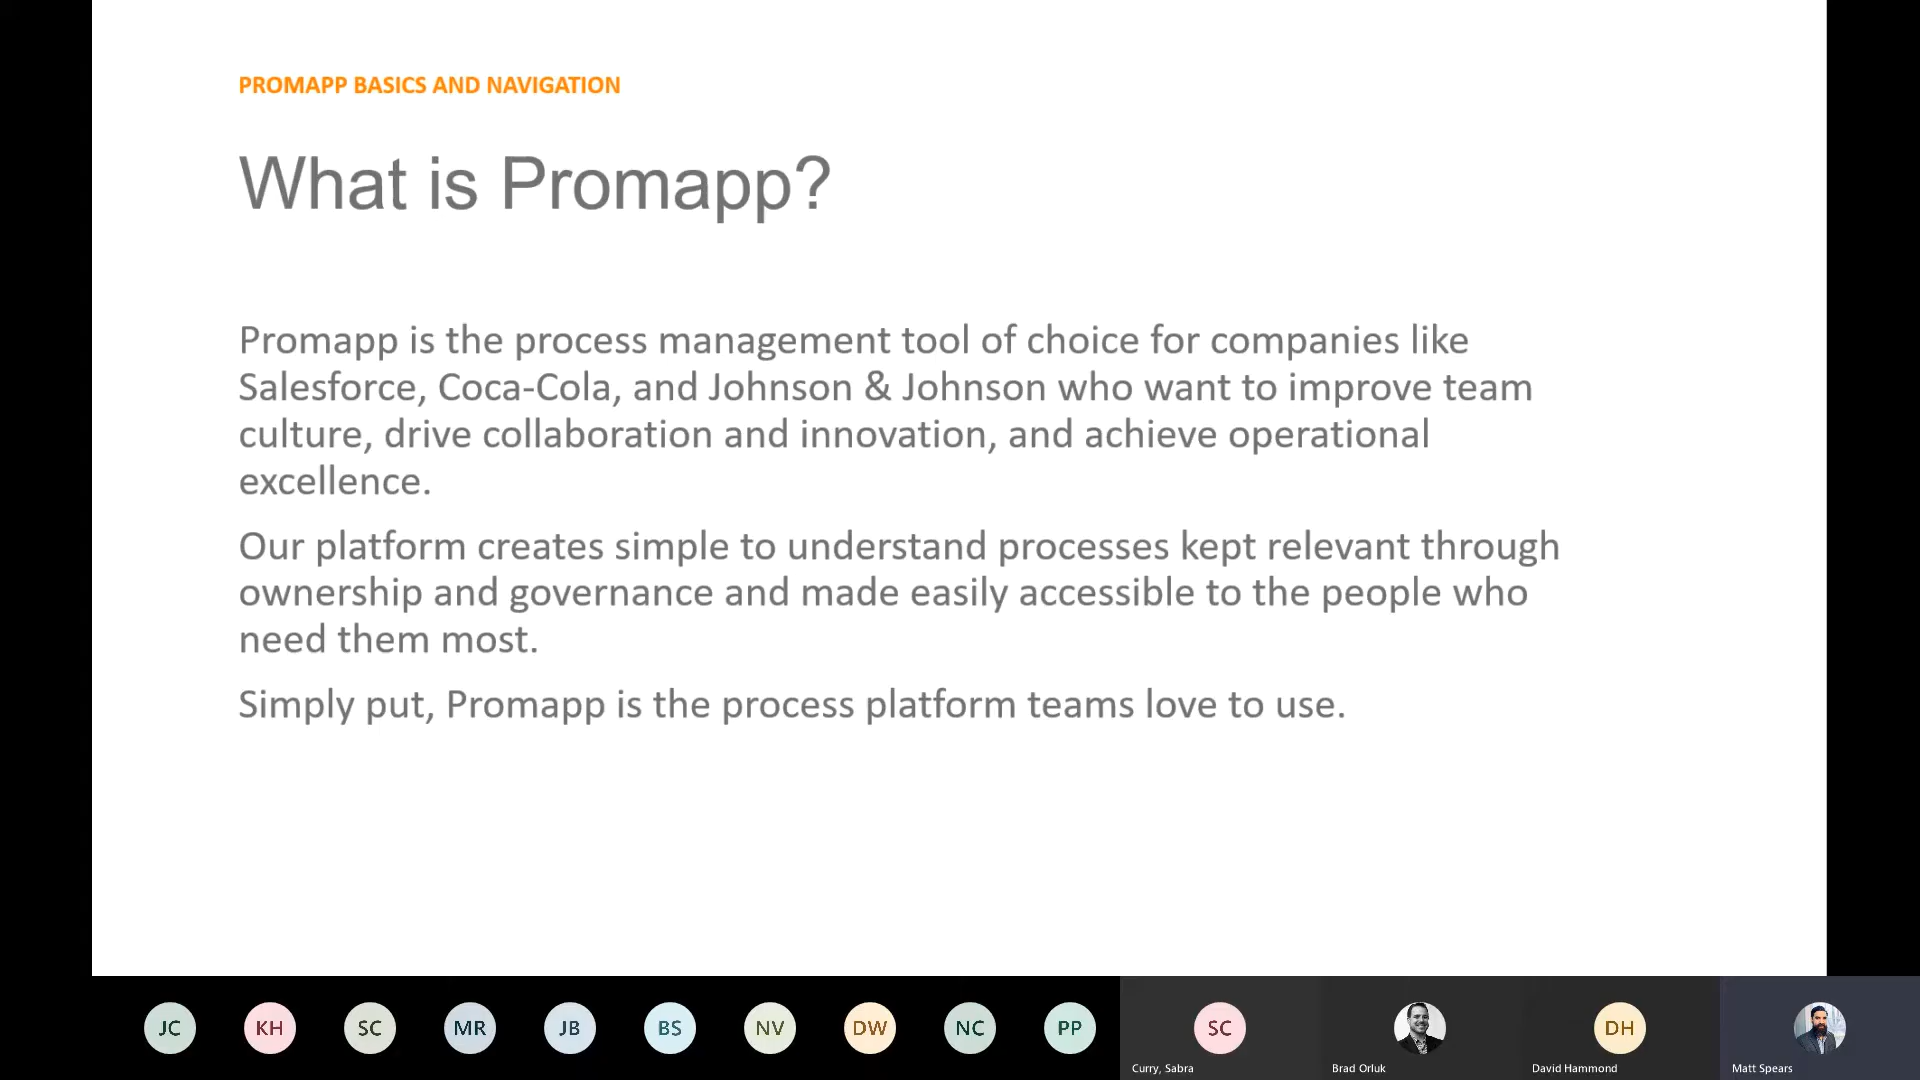 PROMAPP BASICS AND NAVIGATION
What is Promapp?
Promapp is the process management tool of choice for companies like
Salesforce, Coca-Cola, and Johnson & Johnson who want to improve team
culture, drive collaboration and innovation, and achieve operational
excellence.
Our platform creates simple to understand processes kept relevant through
ownership and governance and made easily accessible to the people who
need them most.
Simply put, Promapp is the process platform teams love to use.
JC KH SC MR JB BS NV DW NC PP SC DH
Curry, Sabra Brad Orluk David Hammond Matt Spears